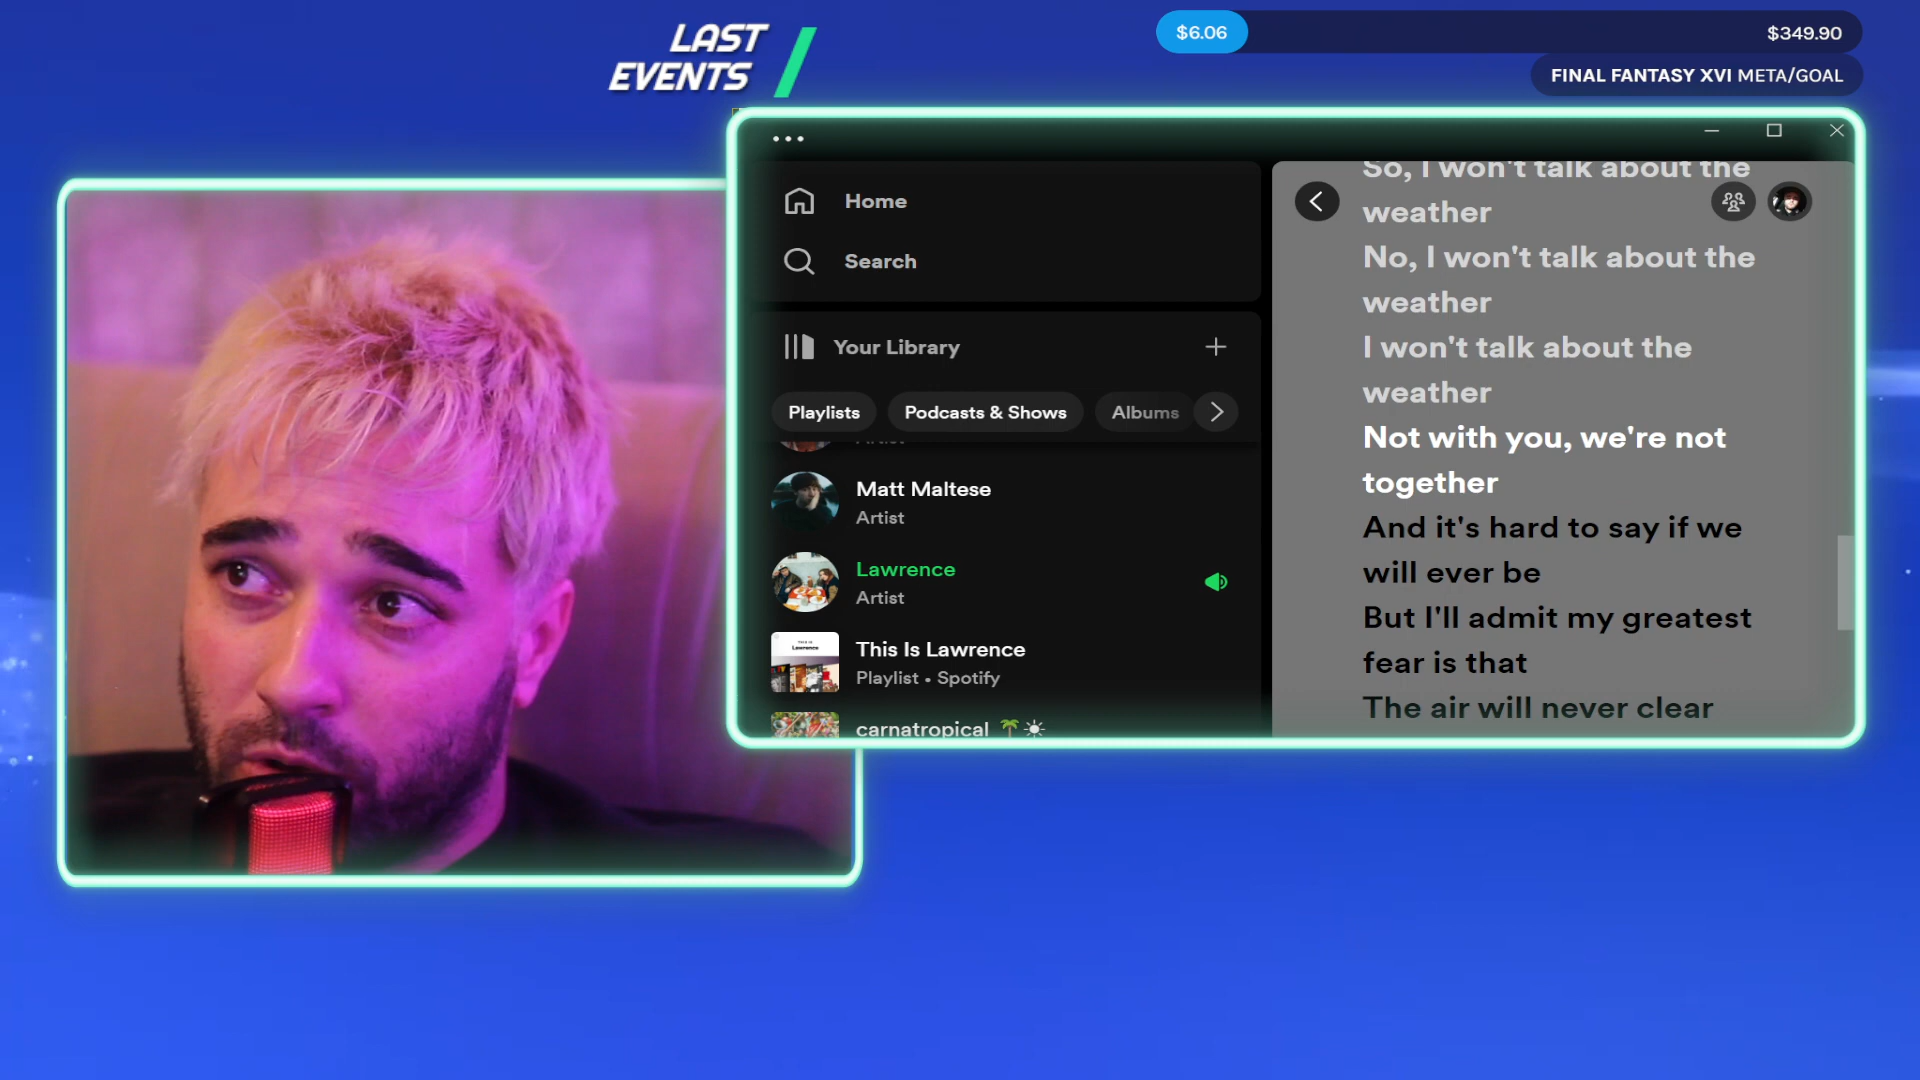 LAST
EVENTS
$6.06
$349.90
FINAL FANTASY XVI META/GOAL
Home
Search
Your Library
Playlists
Podcasts & Shows
Albums
Artist
Matt Maltese
Artist
Lawrence
Artist
This Is Lawrence
Playlist • Spotify
carnatropical 🌴☀
So, I won't talk about the
weather
No, I won't talk about the
weather
I won't talk about the
weather
Not with you, we're not
together
And it's hard to say if we
will ever be
But I'll admit my greatest
fear is that
The air will never clear